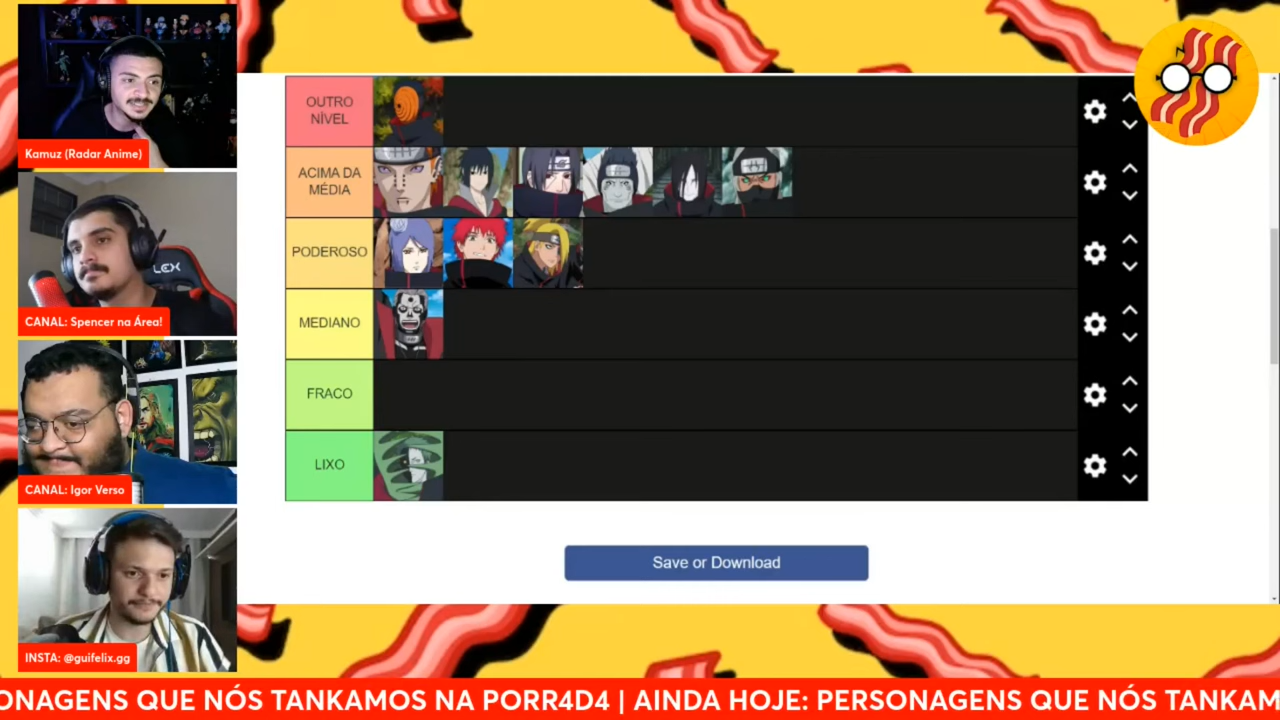 Kamuz (Radar Anime)
LEX
CANAL: Spencer na Área!
CANAL: Igor Verso
INSTA: @guifelix.gg
OUTRO
NÍVEL
ACIMA DA
MÉDIA
PODEROSO
MEDIANO
FRACO
LIXO
Save or Download
ONAGENS QUE NÓS TANKAMOS NA PORR4D4 | AINDA HOJE: PERSONAGENS QUE NÓS TANKAM